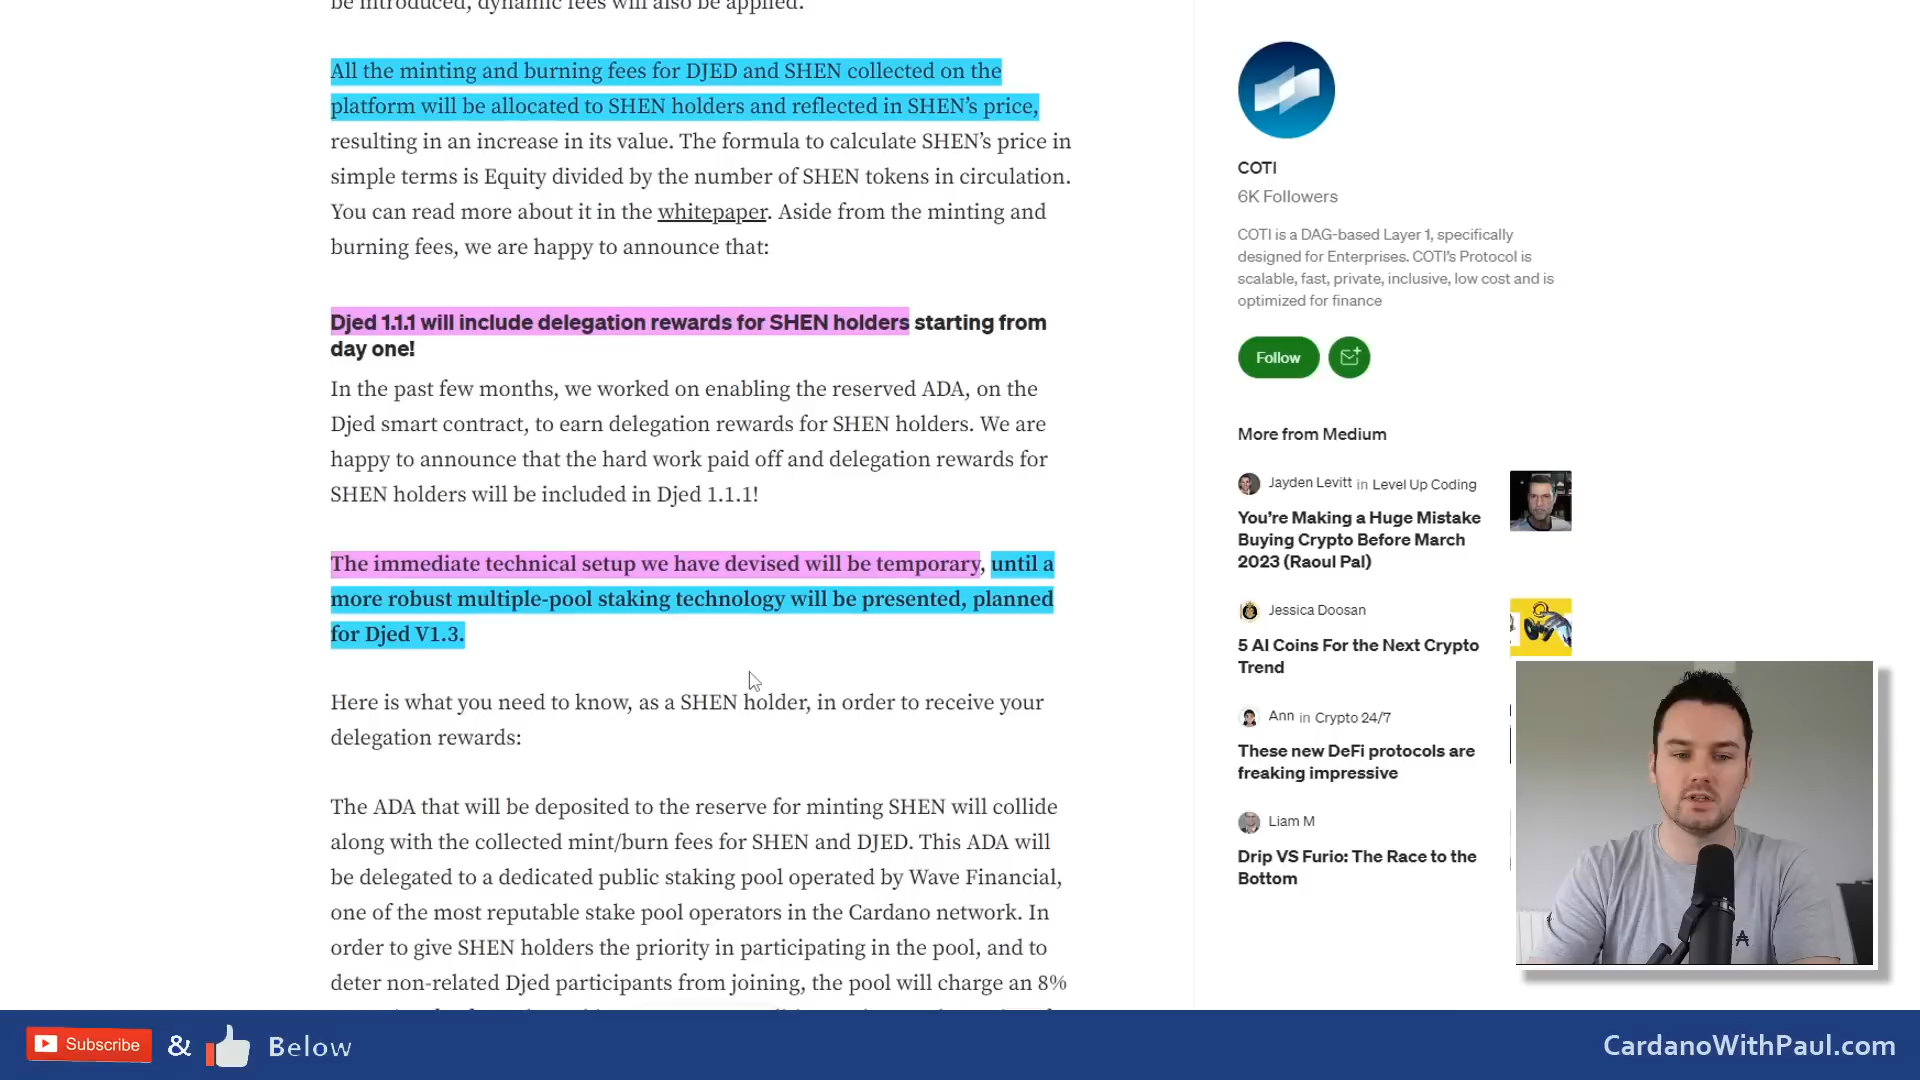 be introduced, dynamic fees will also be applied.
All the minting and burning fees for DJED and SHEN collected on the
platform will be allocated to SHEN holders and reflected in SHEN's price,
resulting in an increase in its value. The formula to calculate SHEN's price in
simple terms is Equity divided by the number of SHEN tokens in circulation.
You can read more about it in the whitepaper. Aside from the minting and
burning fees, we are happy to announce that:
Djed 1.1.1 will include delegation rewards for SHEN holders starting from
day one!
In the past few months, we worked on enabling the reserved ADA, on the
Djed smart contract, to earn delegation rewards for SHEN holders. We are
happy to announce that the hard work paid off and delegation rewards for
SHEN holders will be included in Djed 1.1.1!
The immediate technical setup we have devised will be temporary, until a
more robust multiple-pool staking technology will be presented, planned
for Djed V1.3.
Here is what you need to know, as a SHEN holder, in order to receive your
delegation rewards:
The ADA that will be deposited to the reserve for minting SHEN will collide
along with the collected mint/burn fees for SHEN and DJED. This ADA will
be delegated to a dedicated public staking pool operated by Wave Financial,
one of the most reputable stake pool operators in the Cardano network. In
order to give SHEN holders the priority in participating in the pool, and to
deter non-related Djed participants from joining, the pool will charge an 8%
COTI
6K Followers
COTI is a DAG-based Layer 1, specifically
designed for Enterprises. COTI's Protocol is
scalable, fast, private, inclusive, low cost and is
optimized for finance
Follow
More from Medium
Jayden Levitt in Level Up Coding
You're Making a Huge Mistake
Buying Crypto Before March
2023 (Raoul Pal)
Jessica Doosan
5 AI Coins For the Next Crypto
Trend
Ann in Crypto 24/7
These new DeFi protocols are
freaking impressive
Liam M
Drip VS Furio: The Race to the
Bottom
Subscribe & Below
CardanoWithPaul.com